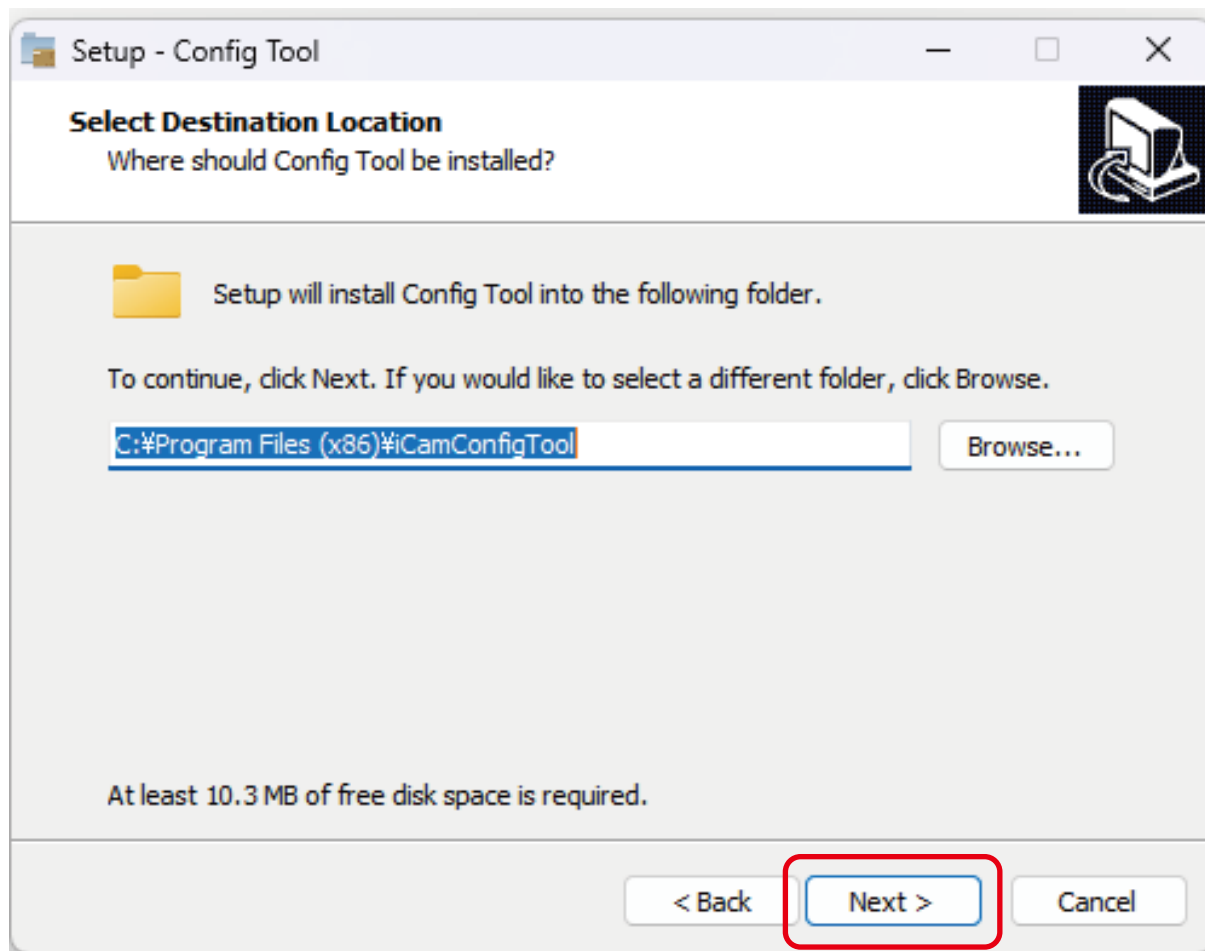 Setup - Config Tool
Select Destination Location
Where should Config Tool be installed?
Setup will install Config Tool into the following folder.
To continue, click Next. If you would like to select a different folder, click Browse.
C:¥Program Files (x86)¥iCamConfigTool
Browse...
At least 10.3 MB of free disk space is required.
< Back
Next >
Cancel